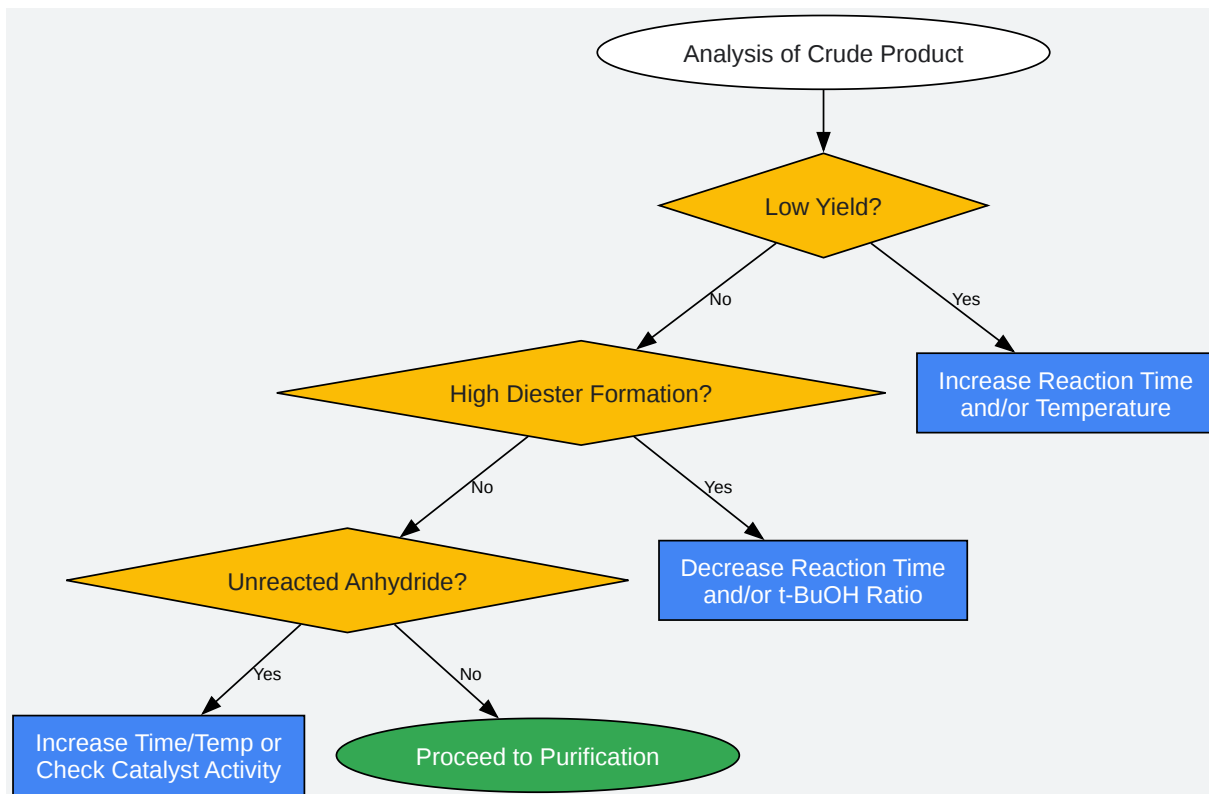 Analysis of Crude Product
Low Yield?
No
Yes
High Diester Formation?
Increase Reaction Time
and/or Temperature
No
Yes
Unreacted Anhydride?
Decrease Reaction Time
and/or t-BuOH Ratio
Yes
No
Increase Time/Temp or
Check Catalyst Activity
Proceed to Purification